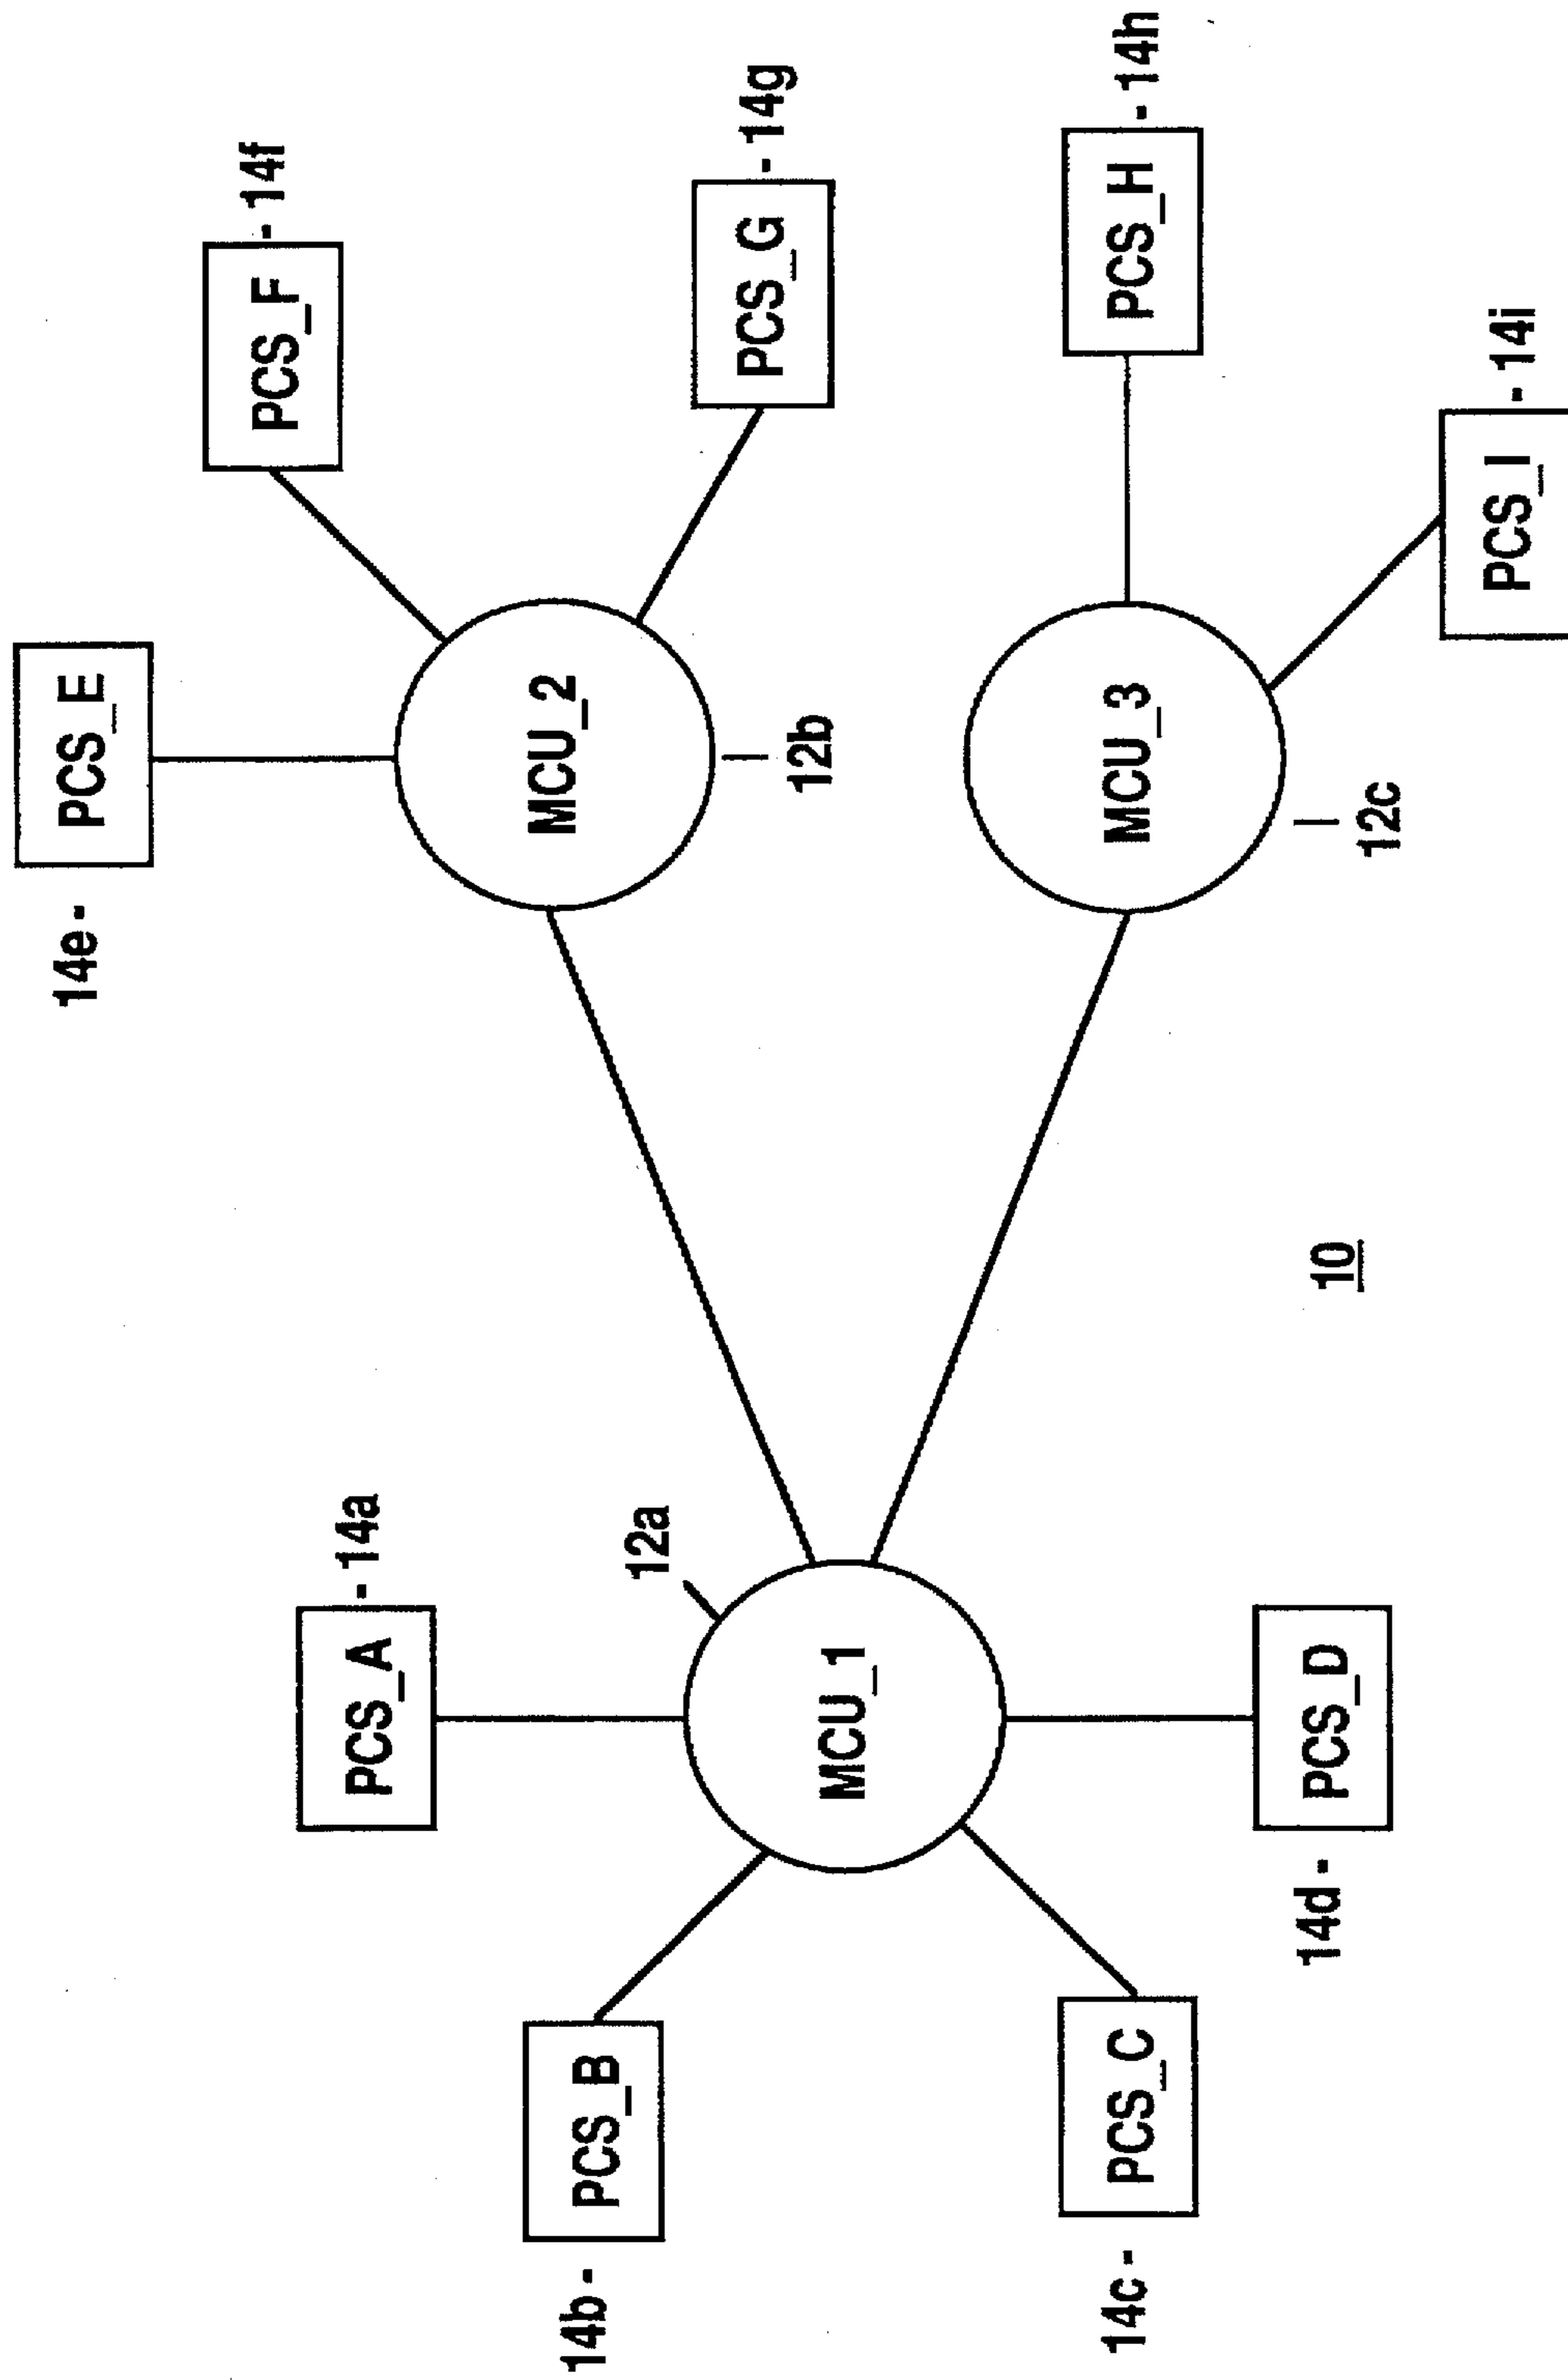 PCS_E
14e -
PCS_F
- 14f
MCU_2
12b
PCS_G
- 14g
PCS_A
- 14a
12a
MCU_1
PCS_B
14b -
PCS_C
14c -
PCS_D
14d -
MCU_3
12c
PCS_H
- 14h
PCS_I
- 14i
10